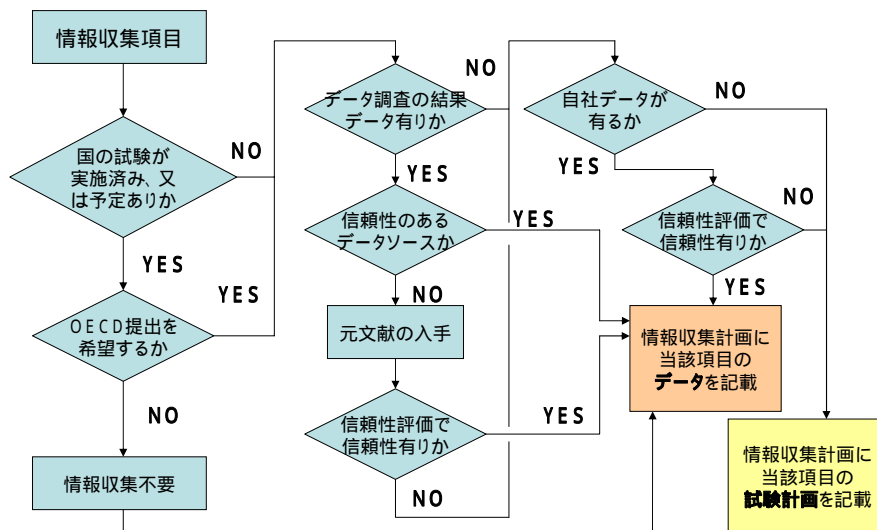 情報収集項目
国の試験が
実施済み、又
は予定ありか
NO
YES
OECD提出を
希望するか
YES
NO
情報収集不要
データ調査の結果
データ有りか
NO
YES
信頼性のある
データソースか
YES
NO
元文献の入手
信頼性評価で
信頼性有りか
YES
NO
自社データが
有るか
NO
YES
信頼性評価で
信頼性有りか
NO
YES
情報収集計画に
当該項目の
データを記載
情報収集計画に
当該項目の
試験計画を記載